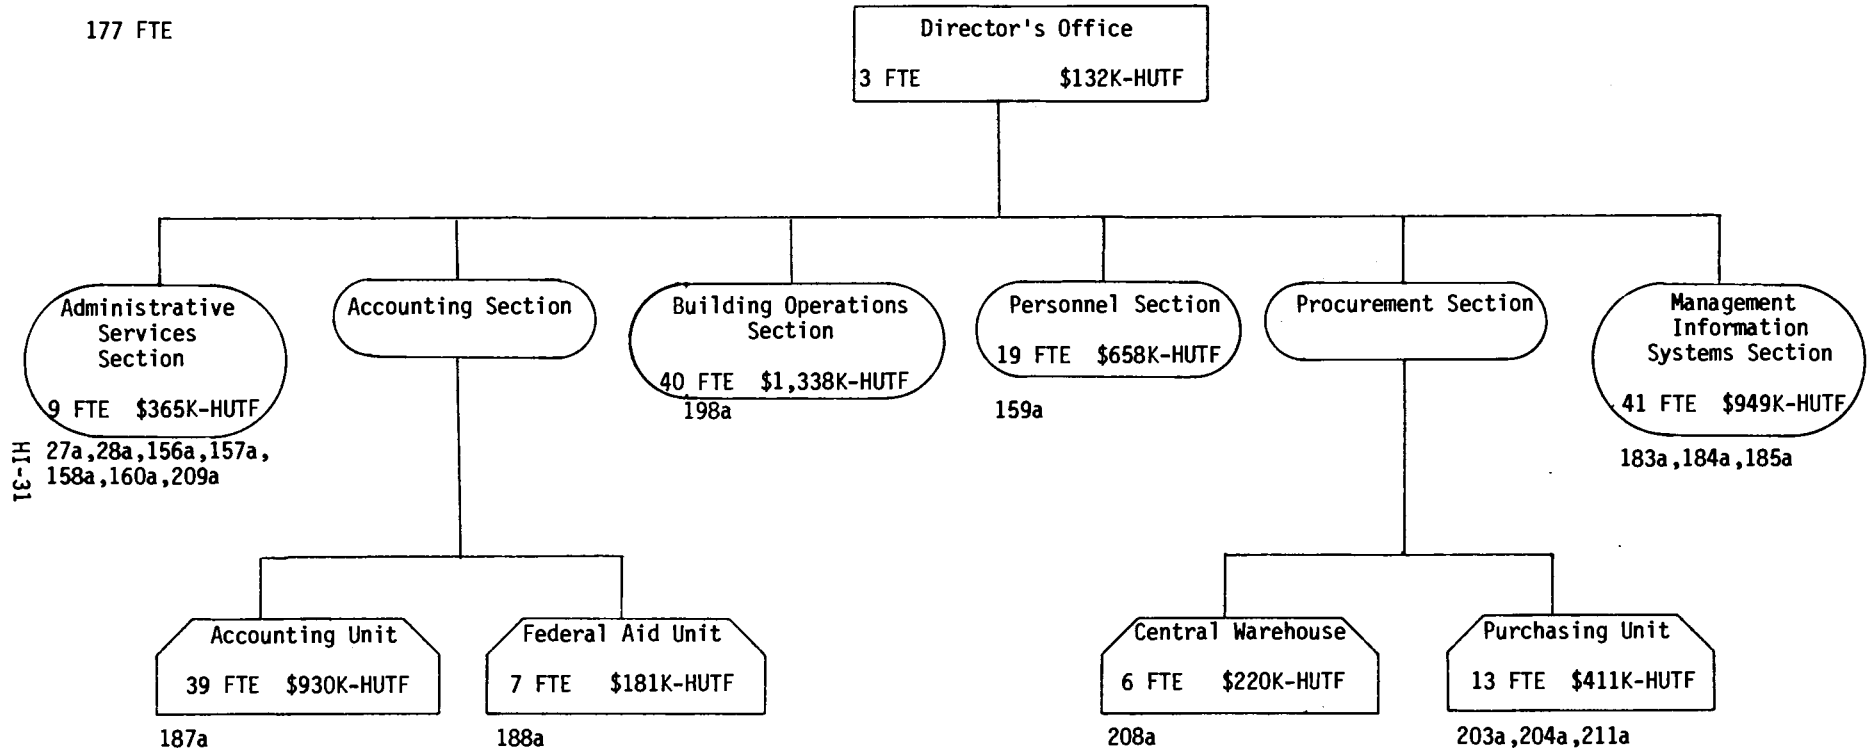 177 FTE
Director's Office
3 FTE $132K-HUTF
Administrative
Services
Section
9 FTE $365K-HUTF
27a,28a,156a,157a,
158a,160a,209a
HI-31
Accounting Section
Building Operations
Section
40 FTE $1,338K-HUTF
198a
Personnel Section
19 FTE $658K-HUTF
159a
Procurement Section
Management
Information
Systems Section
41 FTE $949K-HUTF
183a,184a,185a
Accounting Unit
39 FTE $930K-HUTF
187a
Federal Aid Unit
7 FTE $181K-HUTF
188a
Central Warehouse
6 FTE $220K-HUTF
208a
Purchasing Unit
13 FTE $411K-HUTF
203a,204a,211a